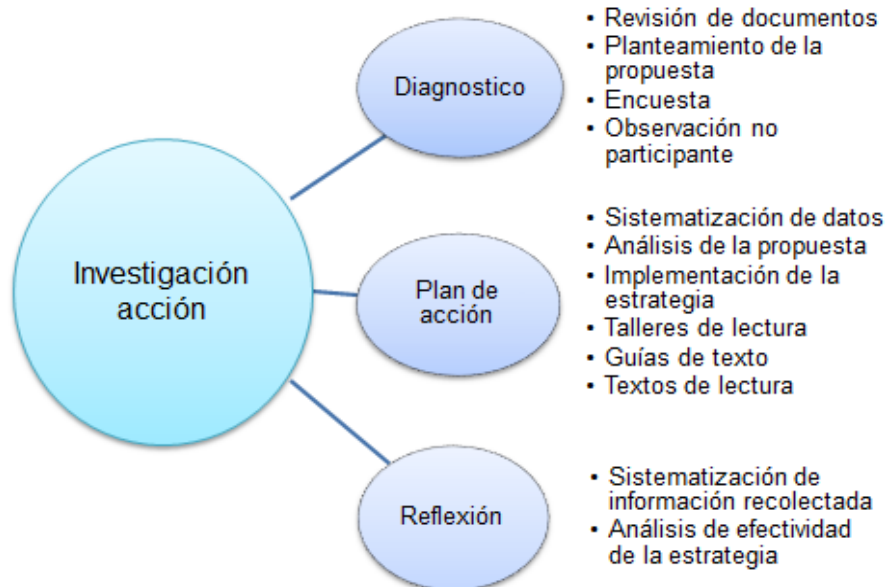 Investigación
acción
Diagnostico
• Revisión de documentos
• Planteamiento de la
propuesta
• Encuesta
• Observación no
participante
Plan de
acción
• Sistematización de datos
• Análisis de la propuesta
• Implementación de la
estrategia
• Talleres de lectura
• Guías de texto
• Textos de lectura
Reflexión
• Sistematización de
información recolectada
• Análisis de efectividad
de la estrategia